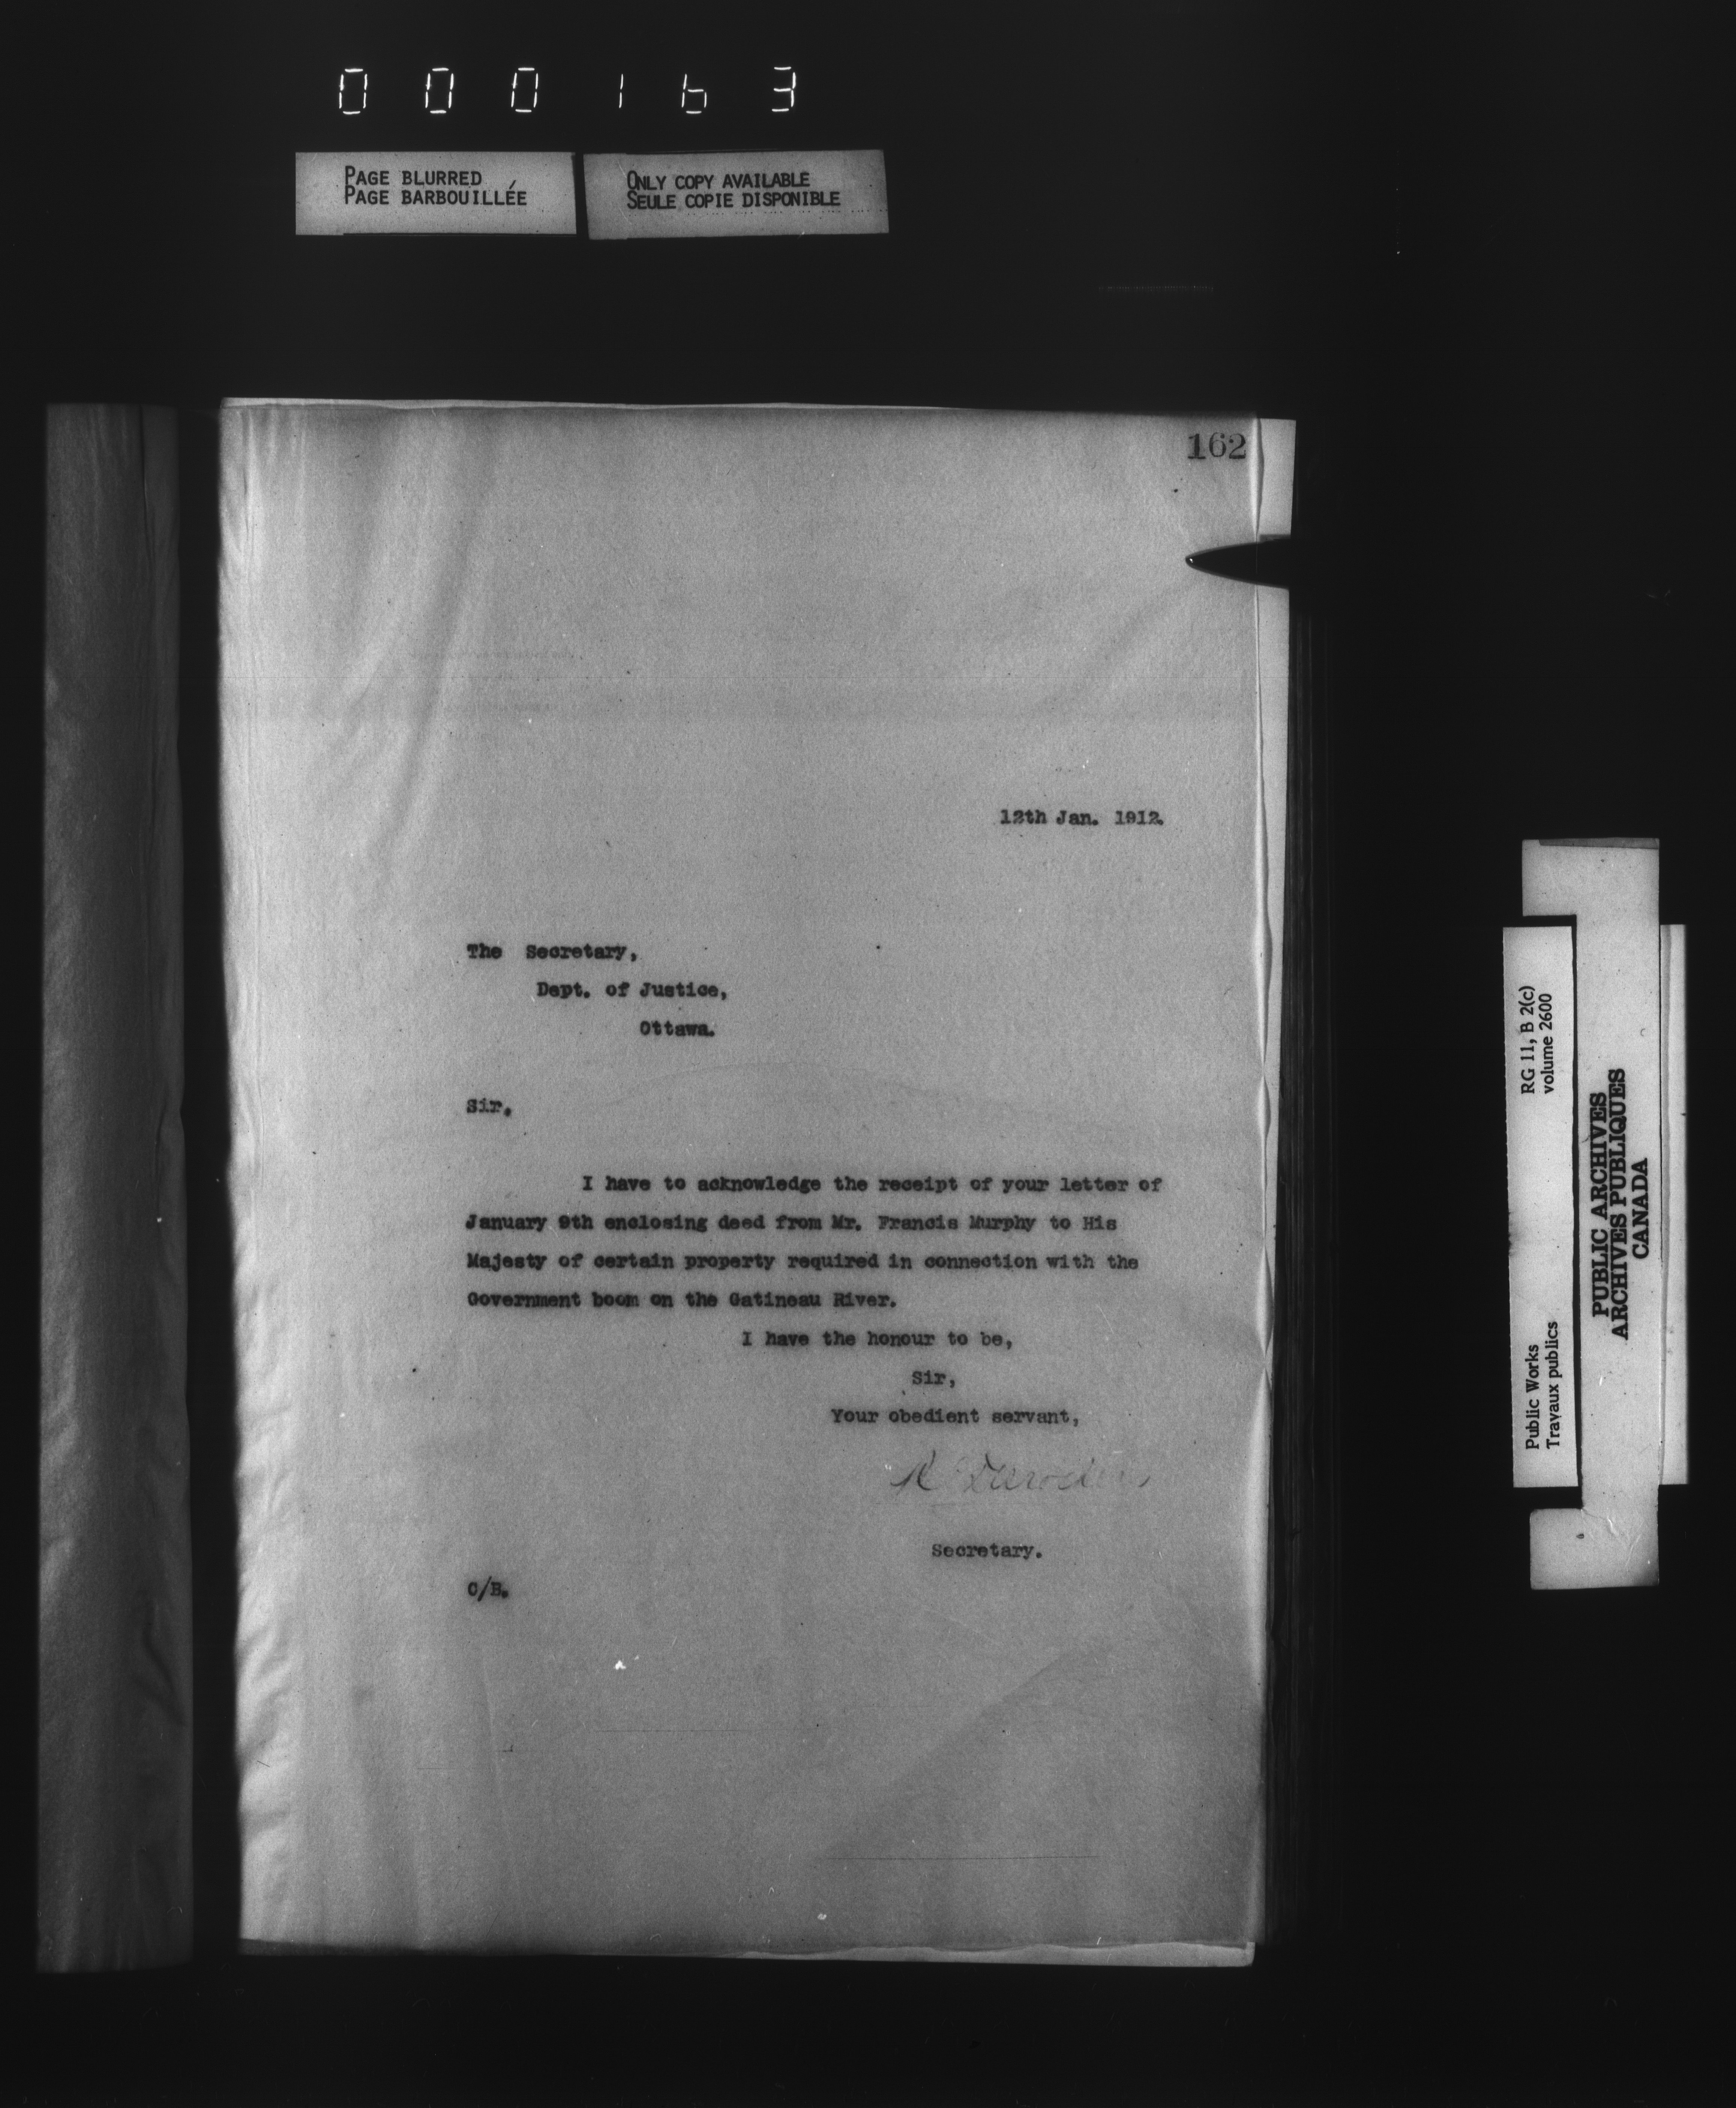 000163
PAGE BLURRED
PAGE BARBOUILLÉE
ONLY COPY AVAILABLE
SEULE COPIE DISPONIBLE
162
12th Jan. 1912.
The Secretary,
Dept. of Justice,
Ottawa.
Sir,
I have to acknowledge the receipt of your letter of
January 9th enclosing deed from Mr. Francis Murphy to His
Majesty of certain property required in connection with the
Government boom on the Gatineau River.
I have the honour to be,
Sir,
Your obedient servant,
R Desrochers
Secretary.
C/B.
RG 11, B 2(c)
volume 2600
Public Works
Travaux publics
PUBLIC ARCHIVES
ARCHIVES PUBLIQUES
CANADA